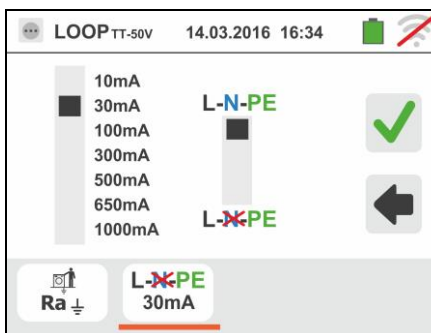 LOOP TT-50V 14.03.2016 16:34
10mA
30mA
100mA
300mA
500mA
650mA
1000mA
L-N-PE
L-N-PE
Ra
L-N-PE
30mA